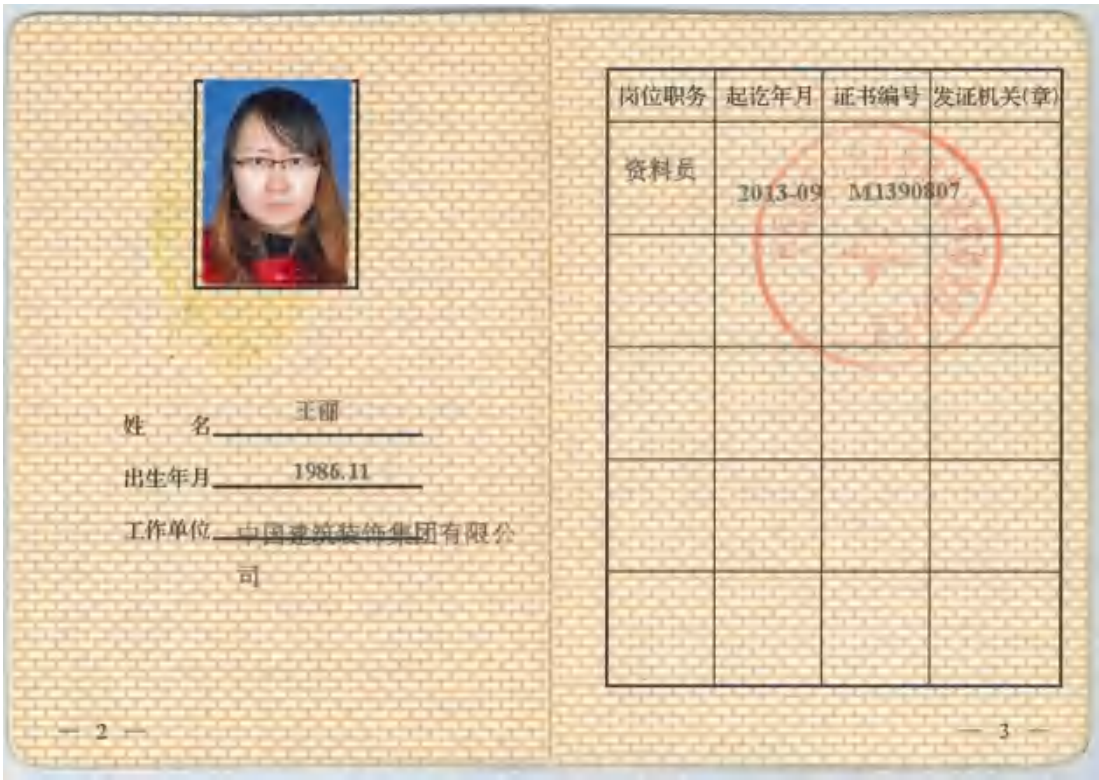 姓 名 王丽
出生年月 1986.11
工作单位 中国建筑装饰集团有限公
司
— 2 —
岗位职务 起讫年月 证书编号 发证机关(章)
资料员 2013-09 M1390807
— 3 —